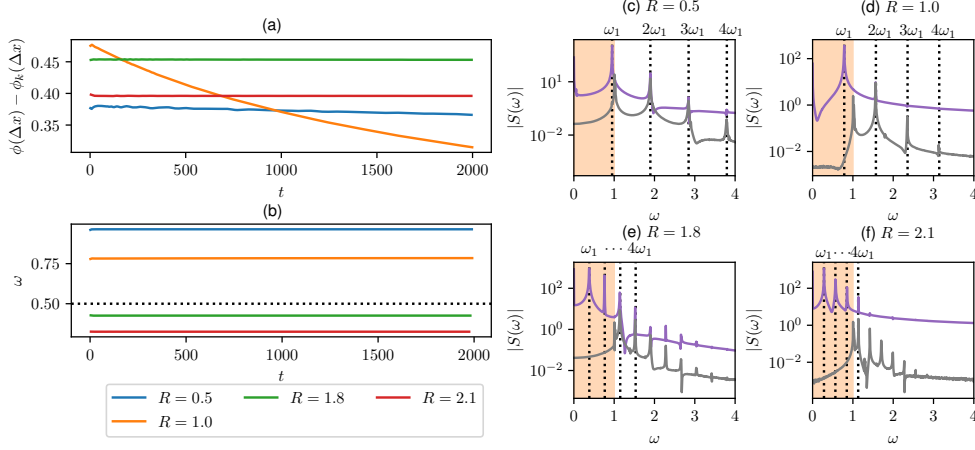 (a)
ϕ(Δx) − ϕₖ(Δx)
0.45
0.40
0.35
0 500 1000 1500 2000
t
(b)
ω
0.75
0.50
0 500 1000 1500 2000
t
R = 0.5 R = 1.8 R = 2.1
R = 1.0
(c) R = 0.5
ω₁ 2ω₁ 3ω₁ 4ω₁
|S(ω)|
10¹
10⁻²
0 1 2 3 4
ω
(d) R = 1.0
ω₁ 2ω₁ 3ω₁ 4ω₁
|S(ω)|
10²
10⁰
10⁻²
0 1 2 3 4
ω
(e) R = 1.8
ω₁ ⋯ 4ω₁
|S(ω)|
10²
10⁰
10⁻²
0 1 2 3 4
ω
(f) R = 2.1
ω₁ ⋯ 4ω₁
|S(ω)|
10²
10⁰
10⁻²
0 1 2 3 4
ω